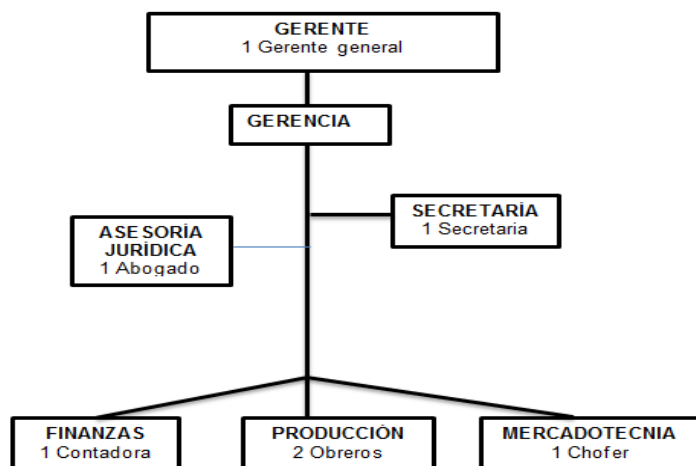 GERENTE
1 Gerente general
GERENCIA
SECRETARÍA
1 Secretaria
ASESORÍA
JURÍDICA
1 Abogado
FINANZAS
1 Contadora
PRODUCCIÓN
2 Obreros
MERCADOTECNIA
1 Chofer